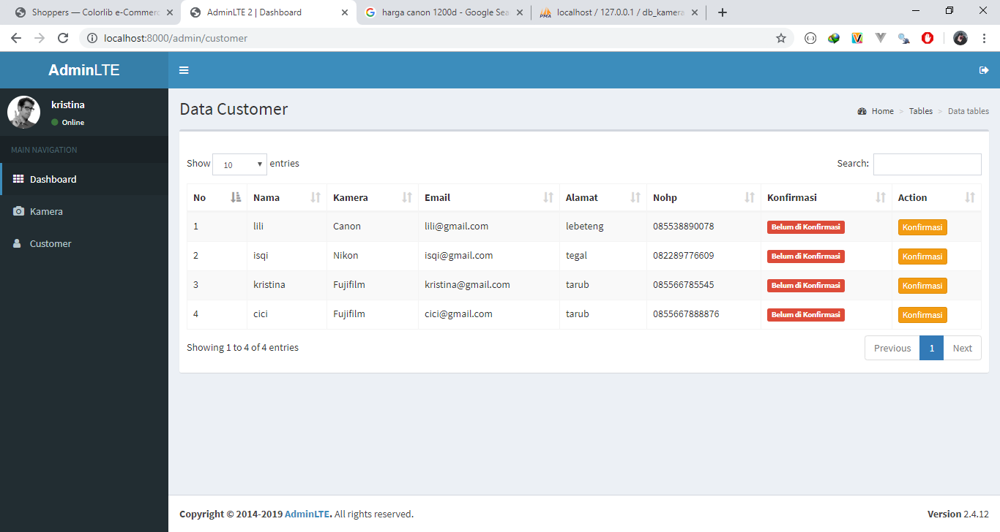 Shoppers — Colorlib e-Commerc
AdminLTE 2 | Dashboard
harga canon 1200d - Google Sea
localhost / 127.0.0.1 / db_kamera
localhost:8000/admin/customer
AdminLTE
kristina
Online
MAIN NAVIGATION
Dashboard
Kamera
Customer
Data Customer
Home > Tables > Data tables
Show 10 entries
Search:
No Nama Kamera Email Alamat Nohp Konfirmasi Action
1 lili Canon lili@gmail.com lebeteng 085538890078 Belum di Konfirmasi Konfirmasi
2 isqi Nikon isqi@gmail.com tegal 082289776609 Belum di Konfirmasi Konfirmasi
3 kristina Fujifilm kristina@gmail.com tarub 085566785545 Belum di Konfirmasi Konfirmasi
4 cici Fujifilm cici@gmail.com tarub 0855667888876 Belum di Konfirmasi Konfirmasi
Showing 1 to 4 of 4 entries
Previous 1 Next
Copyright © 2014-2019 AdminLTE. All rights reserved.
Version 2.4.12